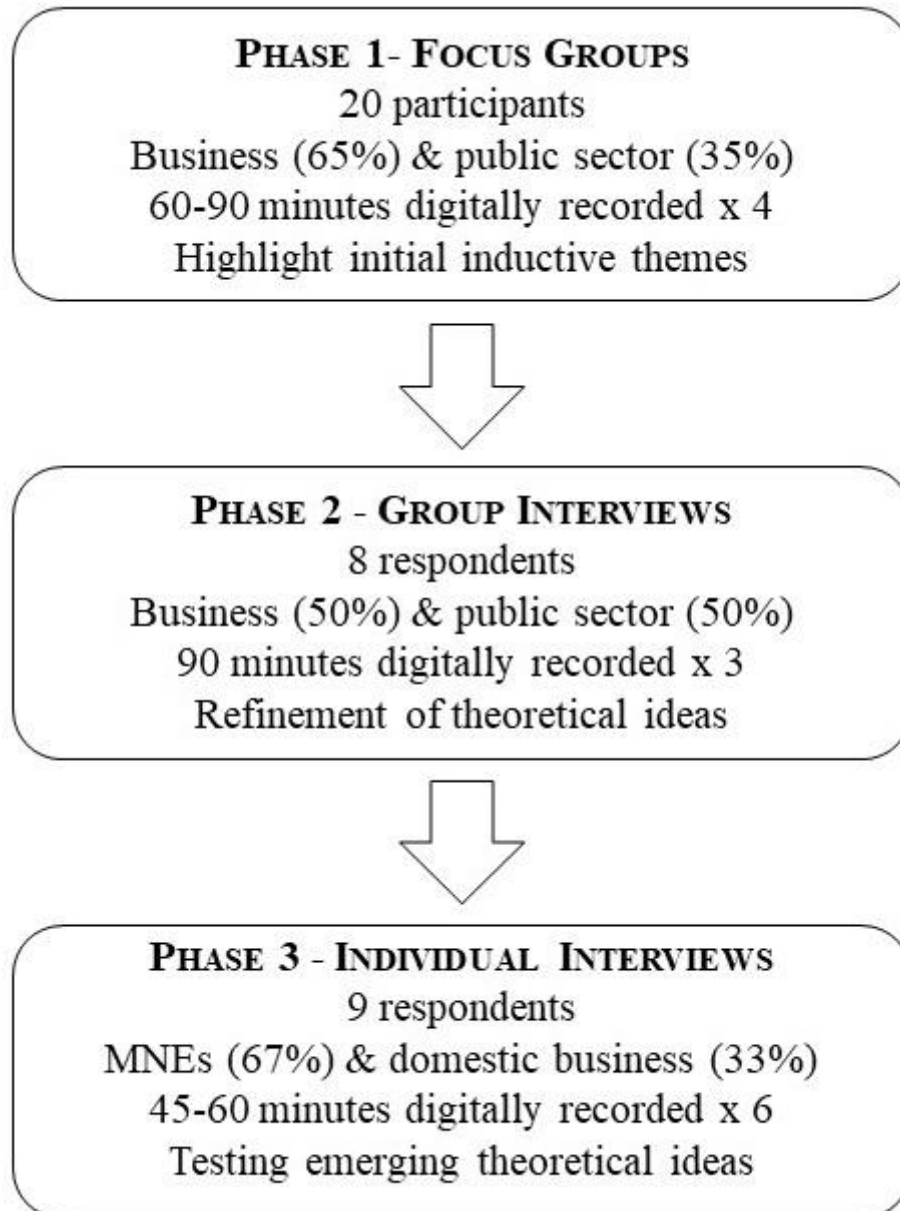 PHASE 1- FOCUS GROUPS
20 participants
Business (65%) & public sector (35%)
60-90 minutes digitally recorded x 4
Highlight initial inductive themes
PHASE 2 - GROUP INTERVIEWS
8 respondents
Business (50%) & public sector (50%)
90 minutes digitally recorded x 3
Refinement of theoretical ideas
PHASE 3 - INDIVIDUAL INTERVIEWS
9 respondents
MNEs (67%) & domestic business (33%)
45-60 minutes digitally recorded x 6
Testing emerging theoretical ideas